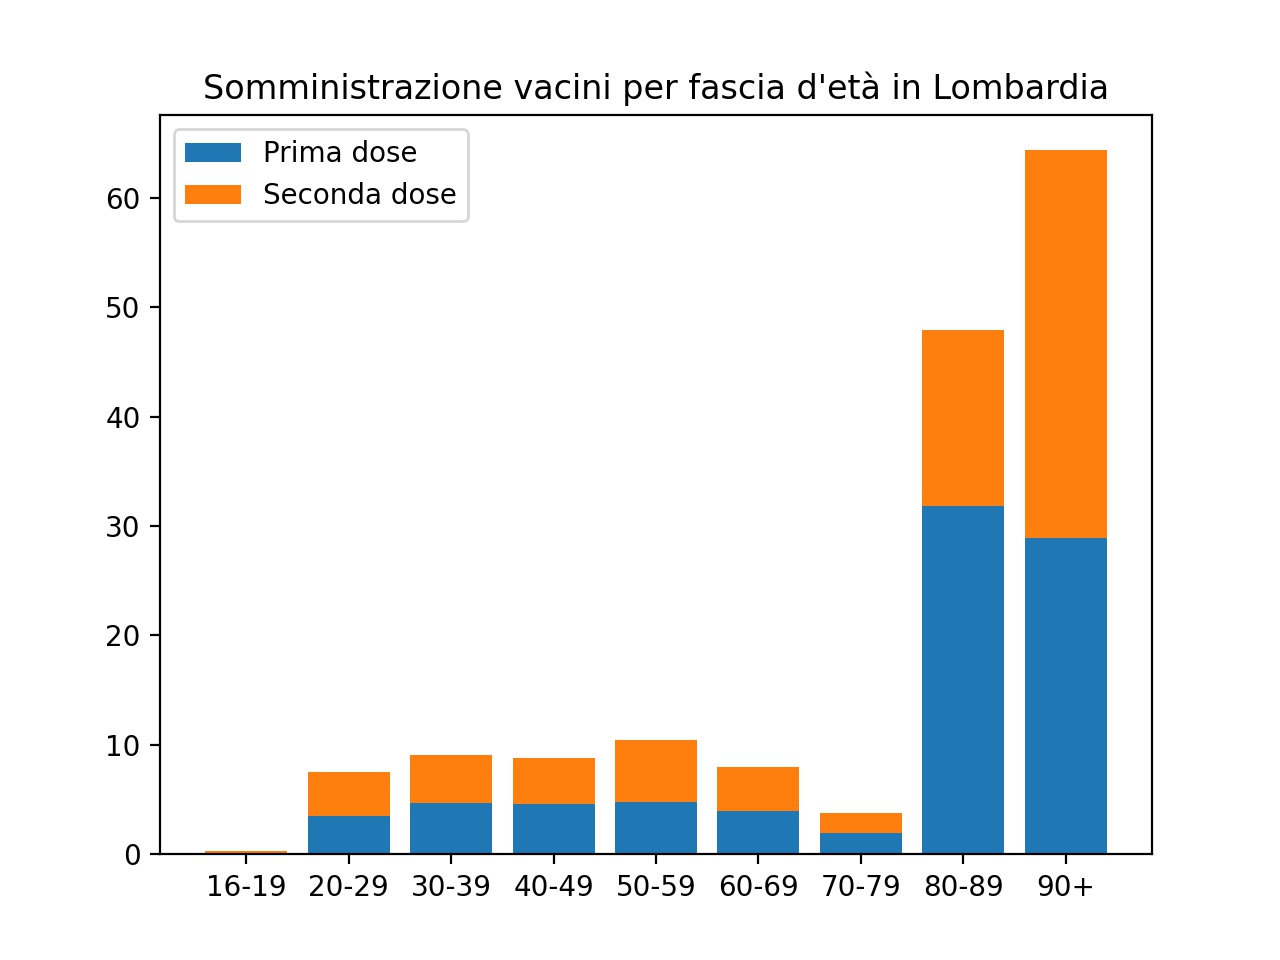 Somministrazione vacini per fascia d'età in Lombardia
Prima dose
Seconda dose
60
50
40
30
20
10
0
16-19 20-29 30-39 40-49 50-59 60-69 70-79 80-89 90+